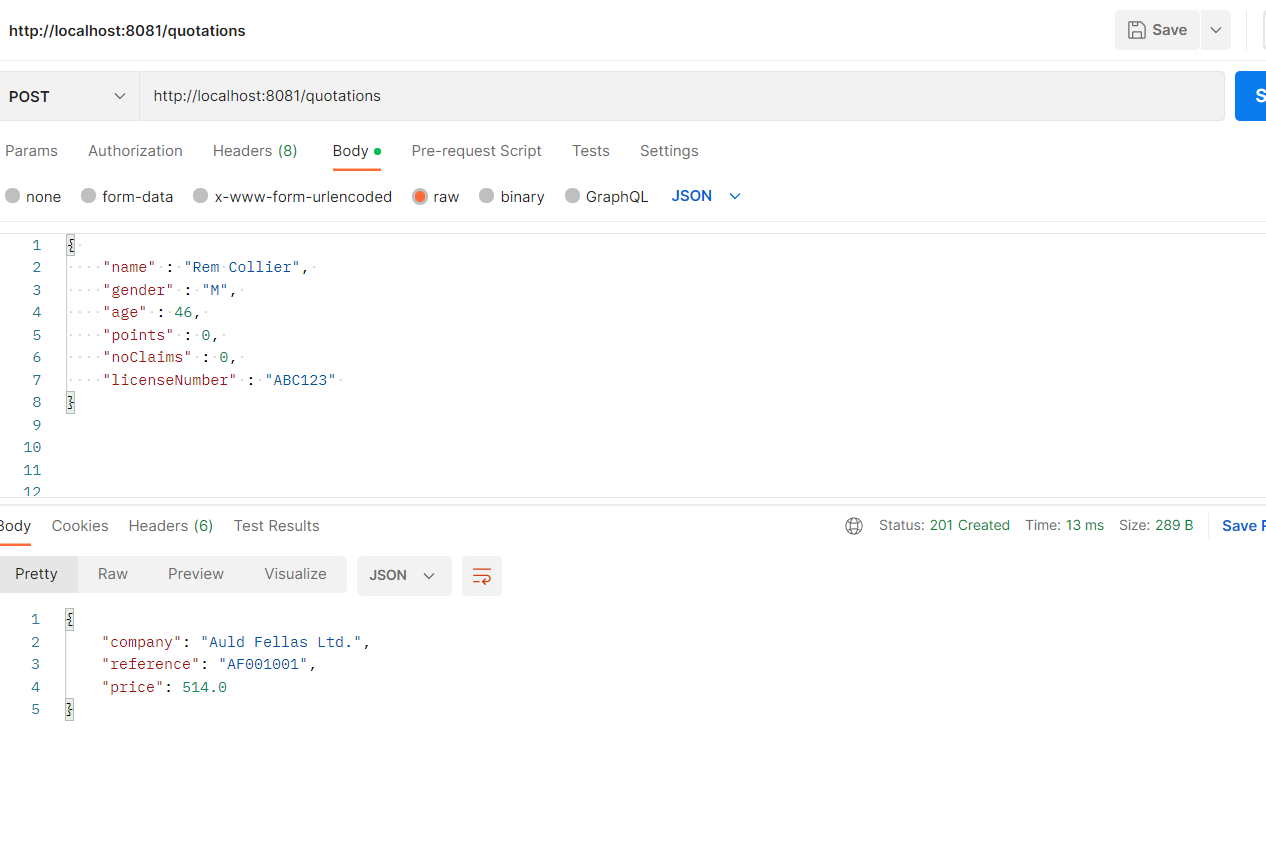 http://localhost:8081/quotations
Save
POST http://localhost:8081/quotations S
Params Authorization Headers (8) Body Pre-request Script Tests Settings
none form-data x-www-form-urlencoded raw binary GraphQL JSON
1 {
2 "name" : "Rem Collier",
3 "gender" : "M",
4 "age" : 46,
5 "points" : 0,
6 "noClaims" : 0,
7 "licenseNumber" : "ABC123"
8 }
9
10
11
12
Body Cookies Headers (6) Test Results Status: 201 Created Time: 13 ms Size: 289 B Save R
Pretty Raw Preview Visualize JSON
1 {
2 "company": "Auld Fellas Ltd.",
3 "reference": "AF001001",
4 "price": 514.0
5 }